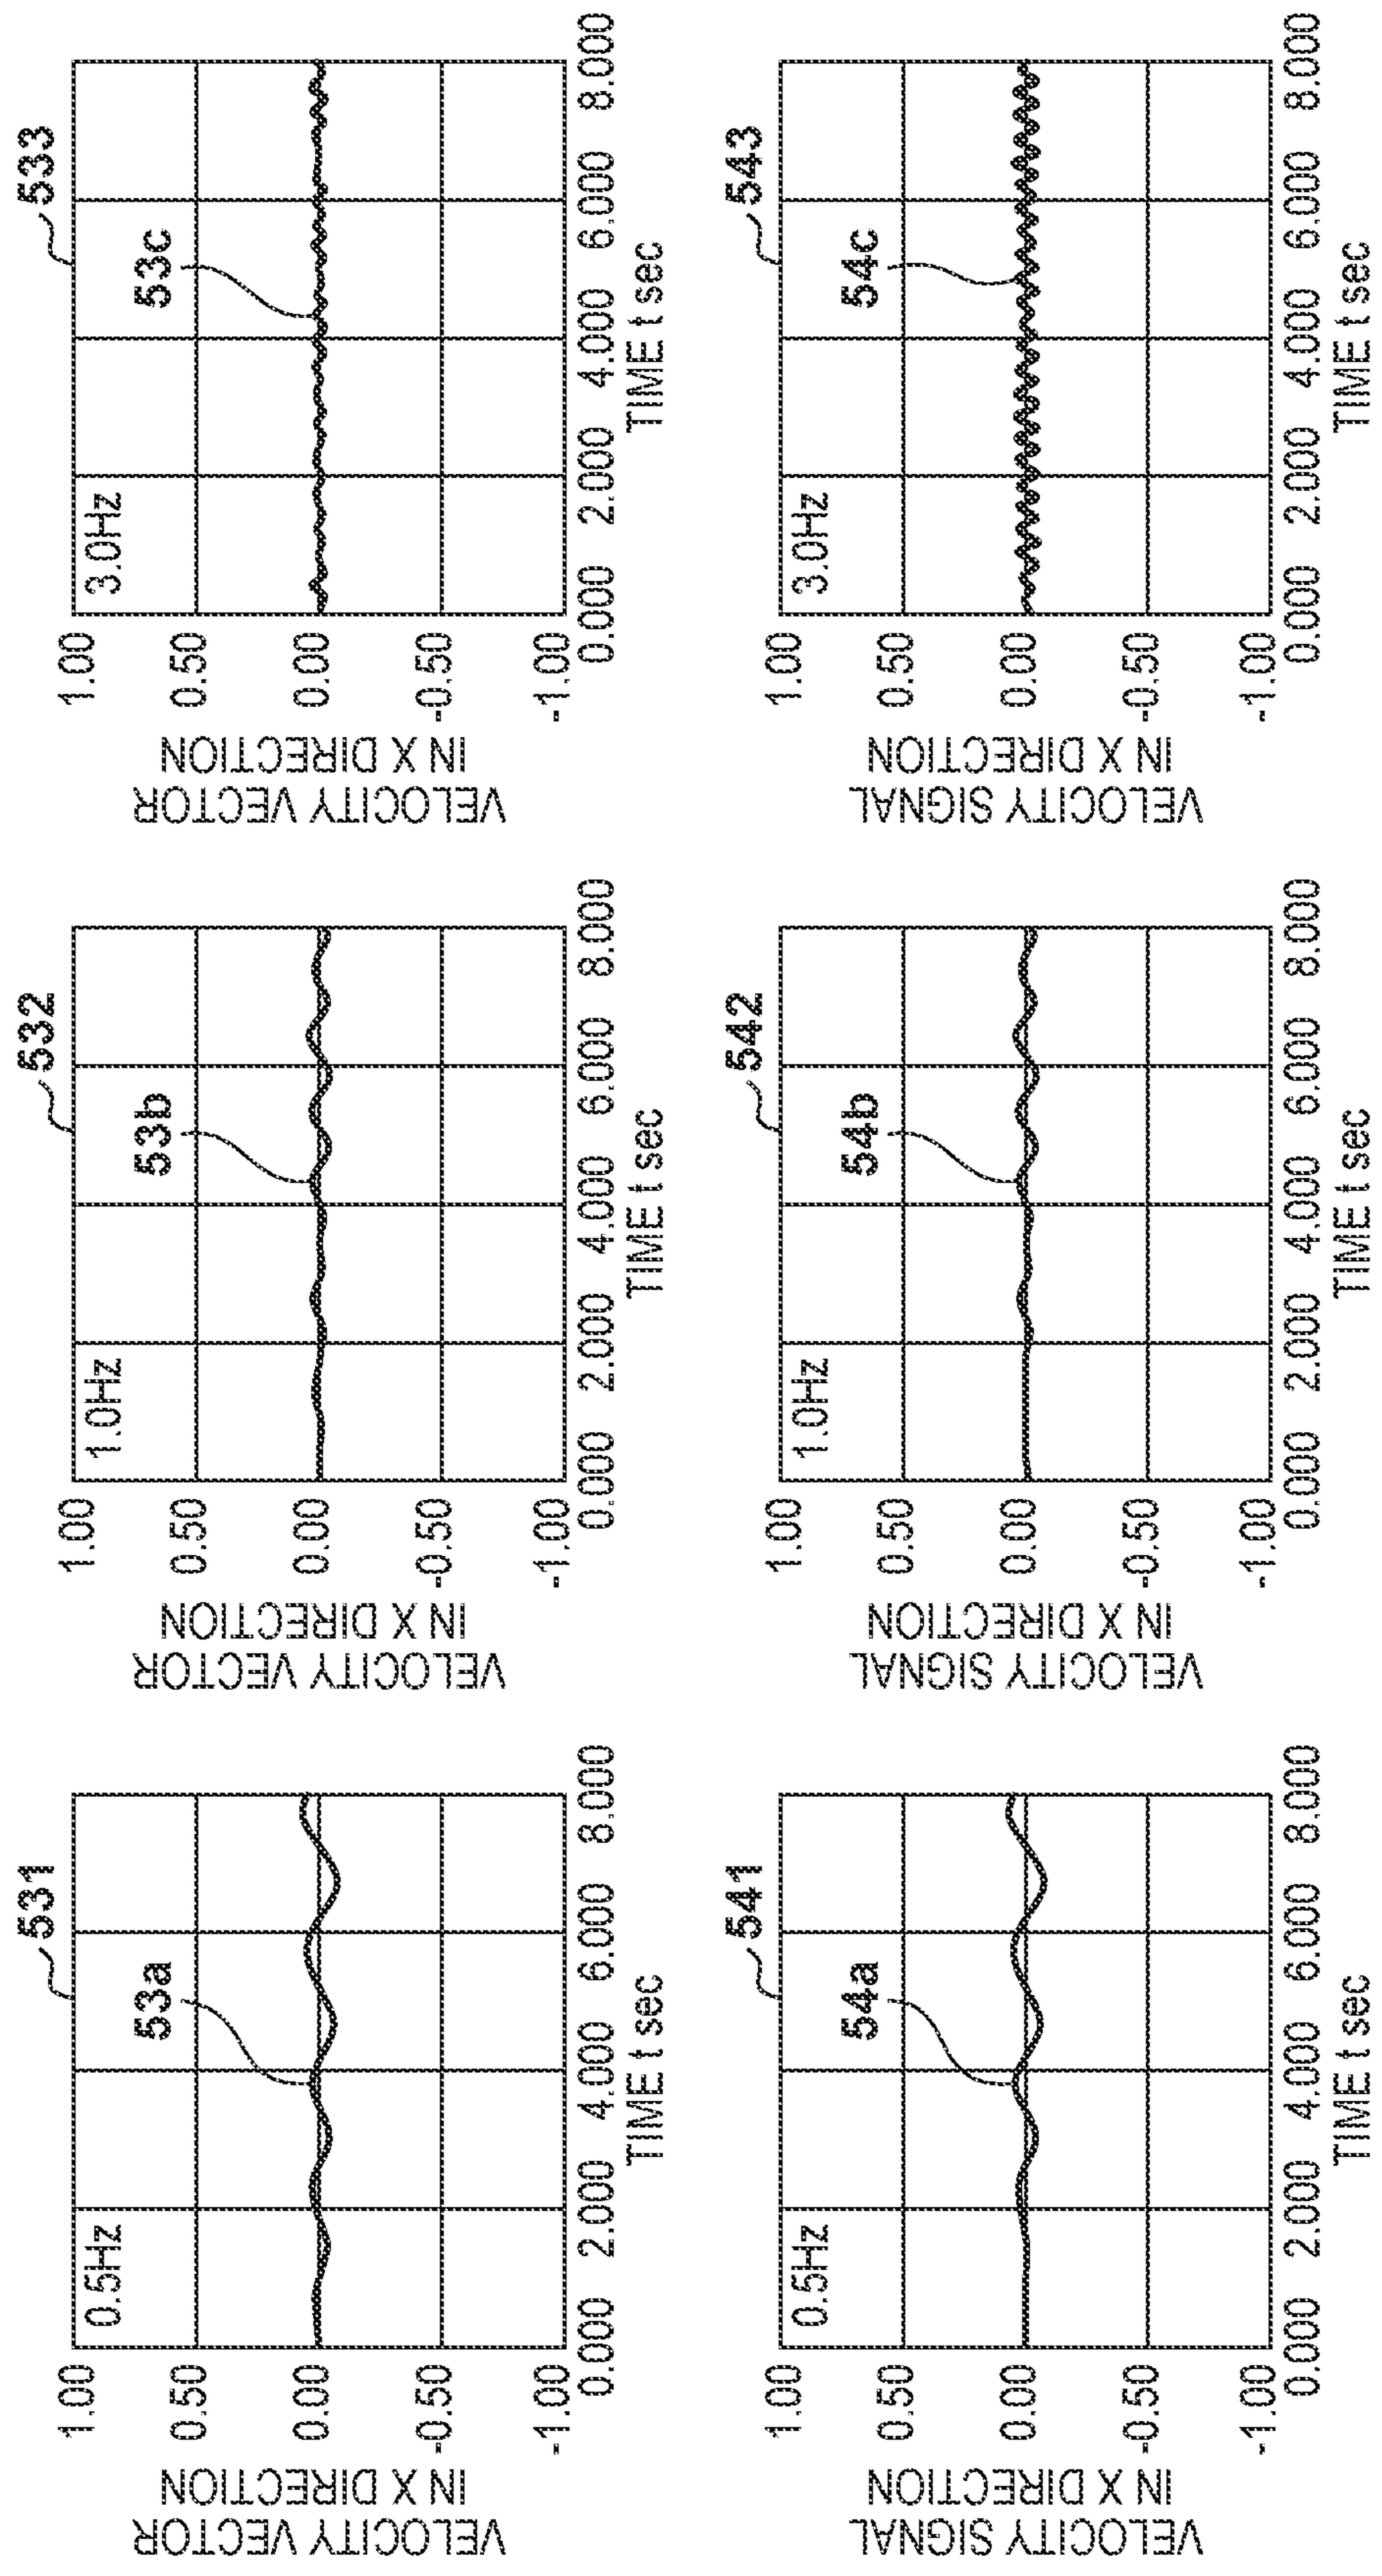 531
0.5Hz
53a
1.00
0.50
0.00
-0.50
-1.00
VELOCITY VECTOR
IN X DIRECTION
0.000 2.000 4.000 6.000 8.000
TIME t sec
532
1.0Hz
53b
1.00
0.50
0.00
-0.50
-1.00
VELOCITY VECTOR
IN X DIRECTION
0.000 2.000 4.000 6.000 8.000
TIME t sec
533
3.0Hz
53c
1.00
0.50
0.00
-0.50
-1.00
VELOCITY VECTOR
IN X DIRECTION
0.000 2.000 4.000 6.000 8.000
TIME t sec
541
0.5Hz
54a
1.00
0.50
0.00
-0.50
-1.00
VELOCITY SIGNAL
IN X DIRECTION
0.000 2.000 4.000 6.000 8.000
TIME t sec
542
1.0Hz
54b
1.00
0.50
0.00
-0.50
-1.00
VELOCITY SIGNAL
IN X DIRECTION
0.000 2.000 4.000 6.000 8.000
TIME t sec
543
3.0Hz
54c
1.00
0.50
0.00
-0.50
-1.00
VELOCITY SIGNAL
IN X DIRECTION
0.000 2.000 4.000 6.000 8.000
TIME t sec